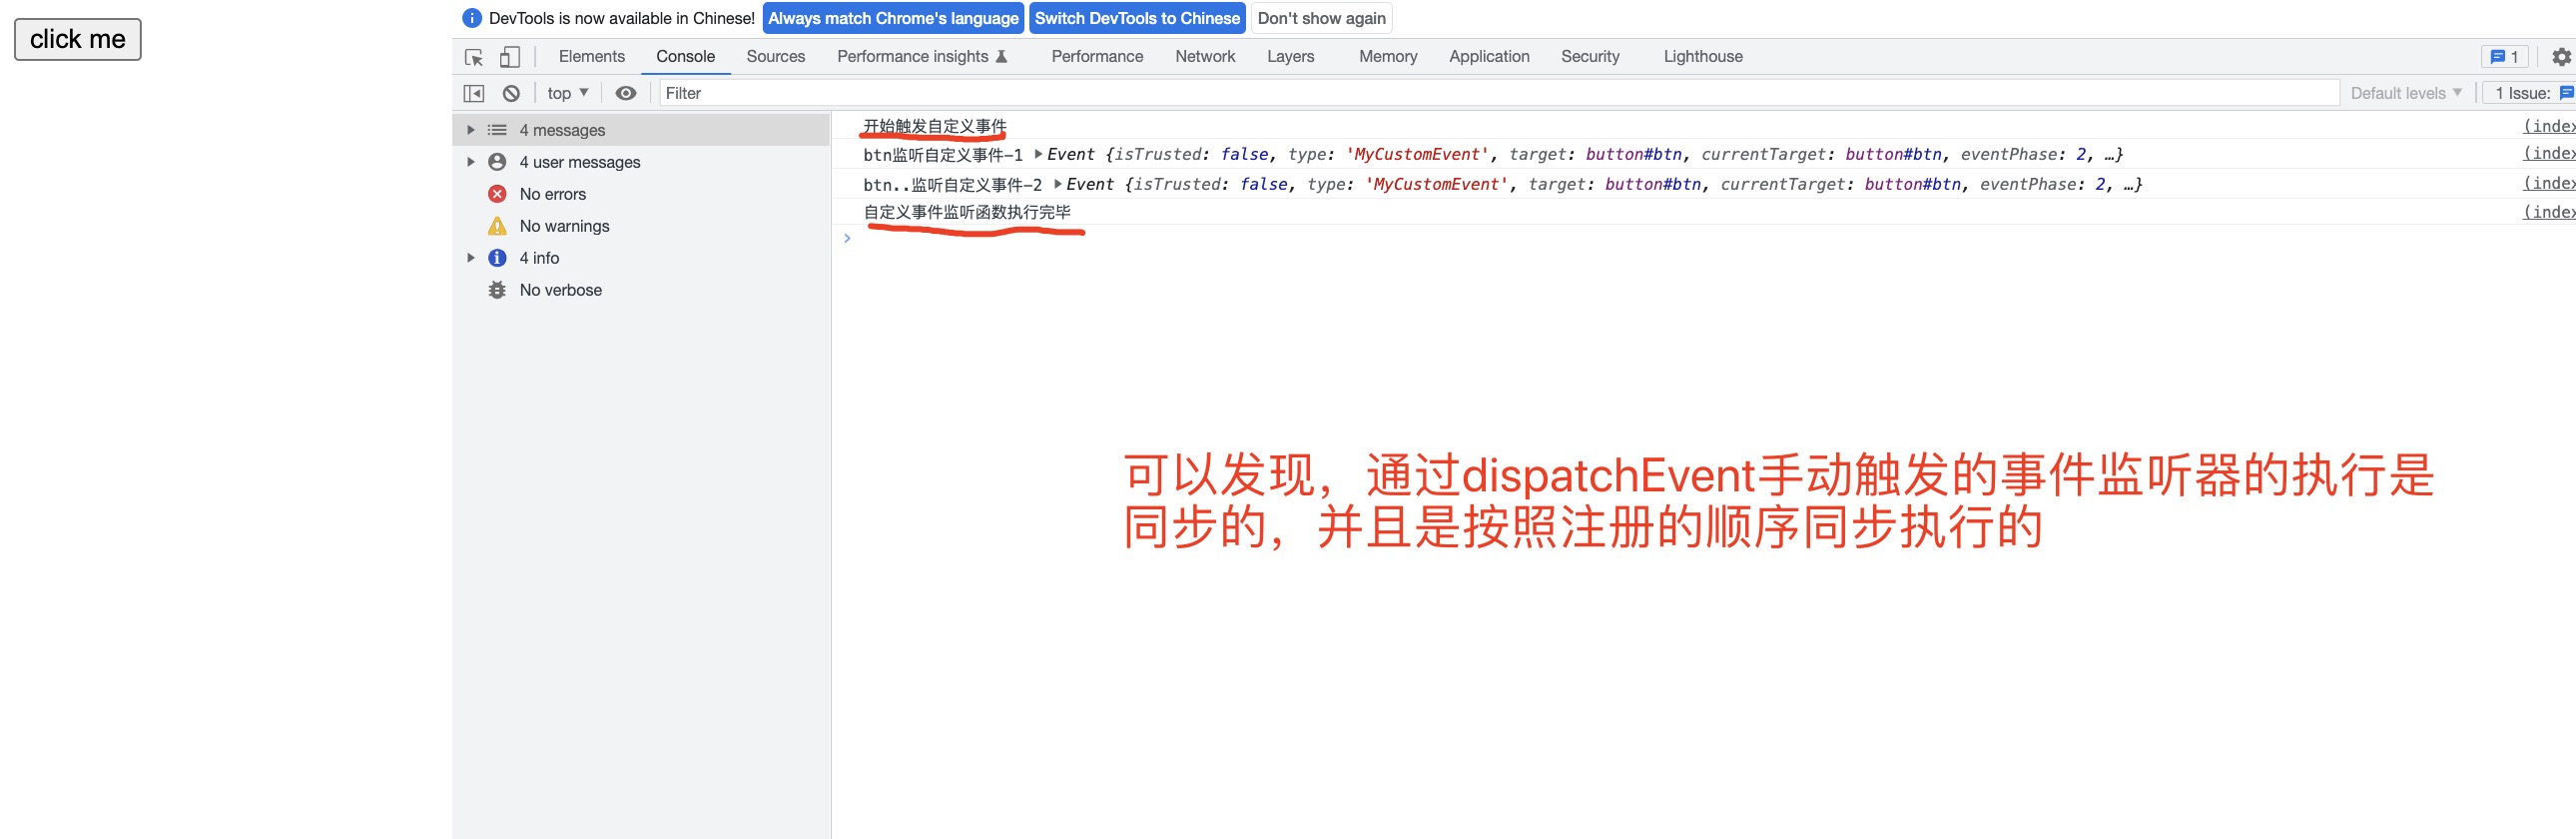 click me
DevTools is now available in Chinese! Always match Chrome's language Switch DevTools to Chinese Don't show again
Elements Console Sources Performance insights Performance Network Layers Memory Application Security Lighthouse 1
top Filter Default levels 1 Issue:
4 messages
4 user messages
No errors
No warnings
4 info
No verbose
开始触发自定义事件 (index
btn监听自定义事件-1 Event {isTrusted: false, type: 'MyCustomEvent', target: button#btn, currentTarget: button#btn, eventPhase: 2, …} (index
btn..监听自定义事件-2 Event {isTrusted: false, type: 'MyCustomEvent', target: button#btn, currentTarget: button#btn, eventPhase: 2, …} (index
自定义事件监听函数执行完毕 (index
可以发现，通过dispatchEvent手动触发的事件监听器的执行是
同步的，并且是按照注册的顺序同步执行的